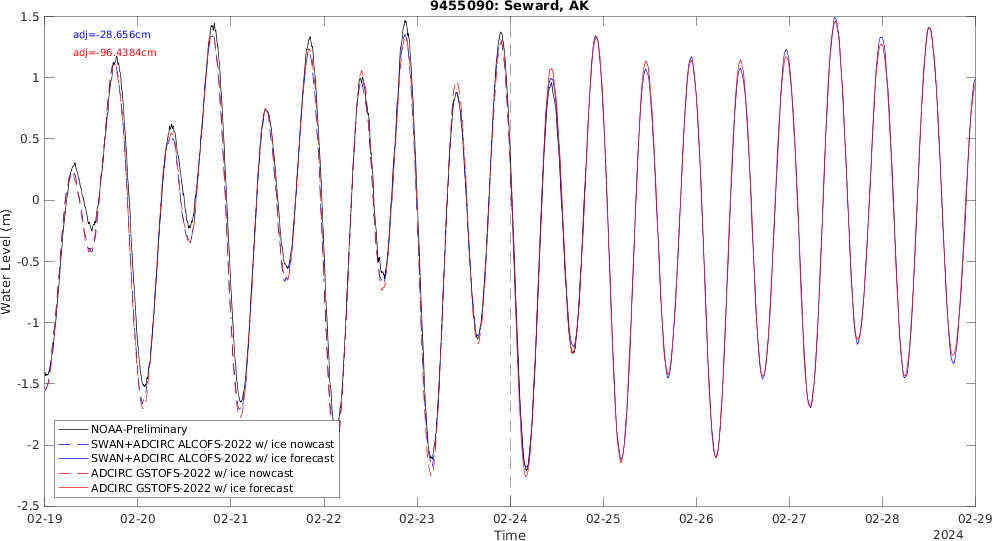 9455090: Seward, AK
adj=-28.656cm
adj=-96.4384cm
Water Level (m)
1.5
1
0.5
0
-0.5
-1
-1.5
-2
-2.5
NOAA-Preliminary
SWAN+ADCIRC ALCOFS-2022 w/ ice nowcast
SWAN+ADCIRC ALCOFS-2022 w/ ice forecast
ADCIRC GSTOFS-2022 w/ ice nowcast
ADCIRC GSTOFS-2022 w/ ice forecast
02-19 02-20 02-21 02-22 02-23 02-24 02-25 02-26 02-27 02-28 02-29
Time
2024